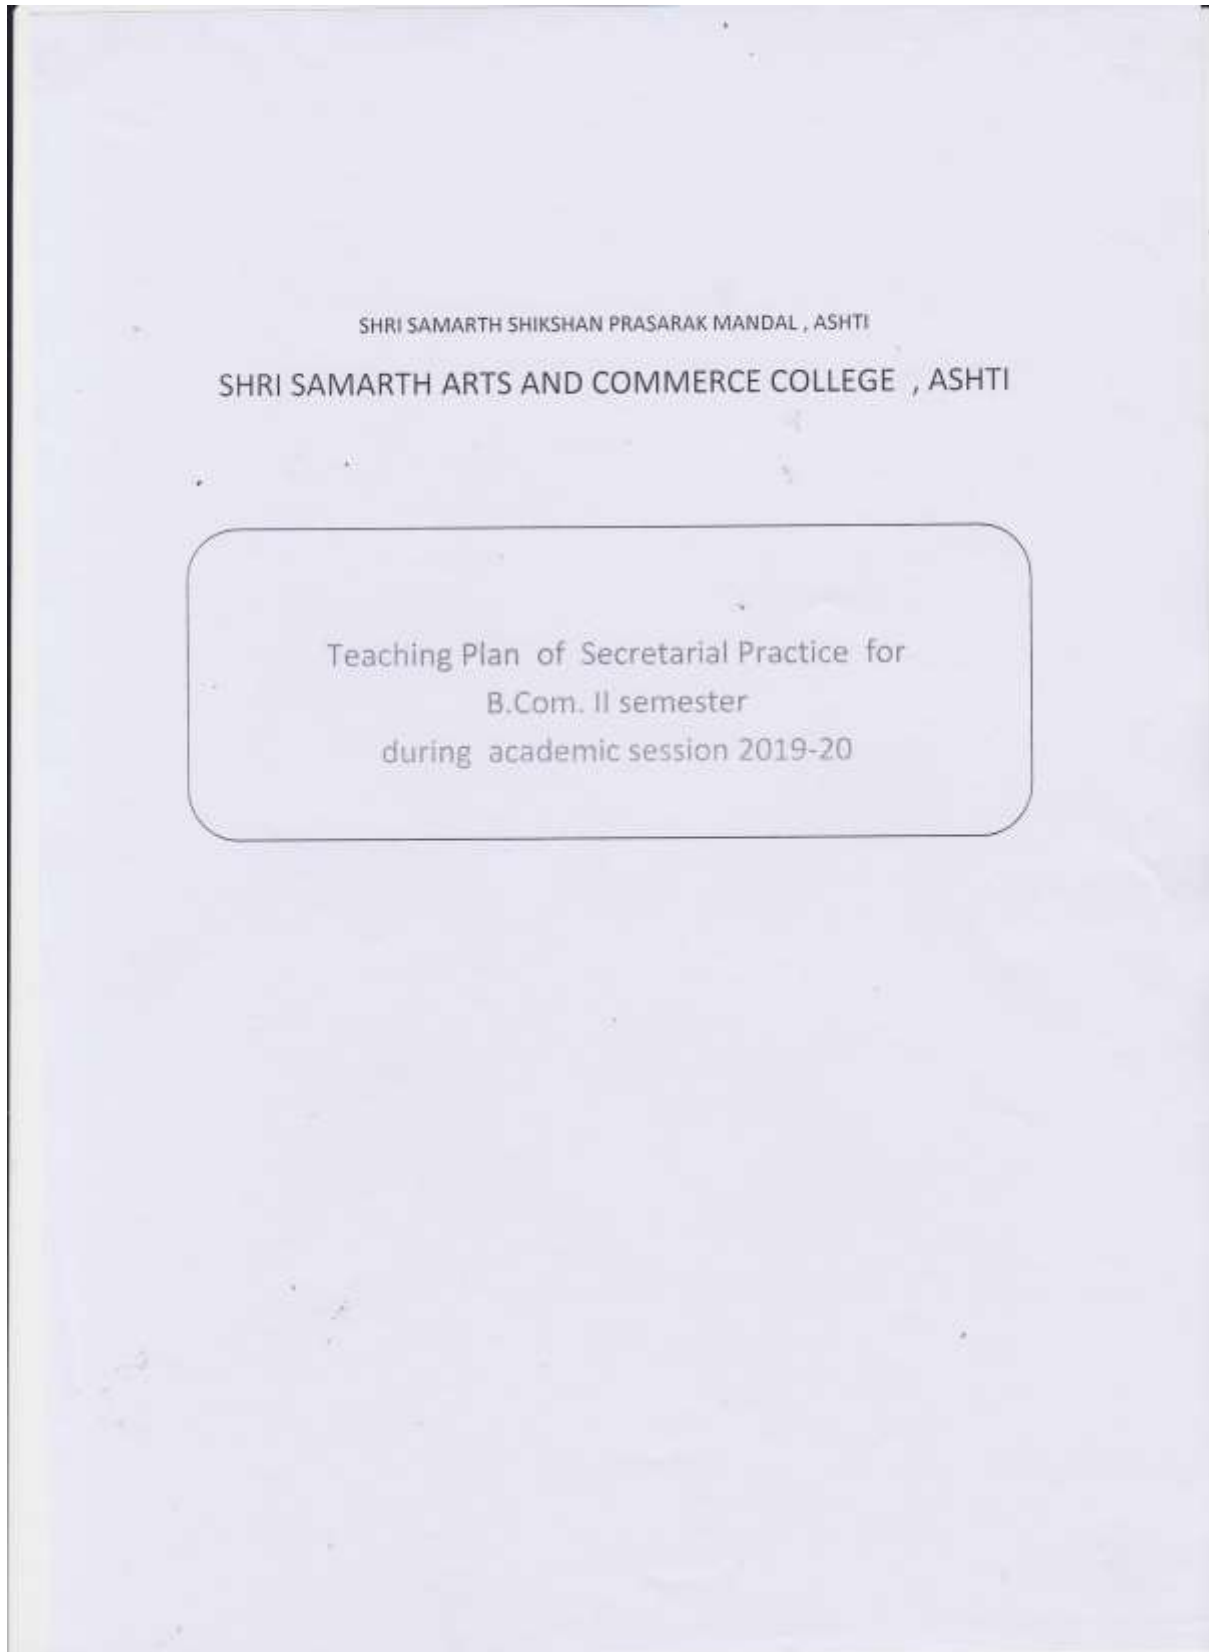 SHRI SAMARTH SHIKSHAN PRASARAK MANDAL , ASHTI
SHRI SAMARTH ARTS AND COMMERCE COLLEGE , ASHTI
Teaching Plan of Secretarial Practice for
B.Com. II semester
during academic session 2019-20